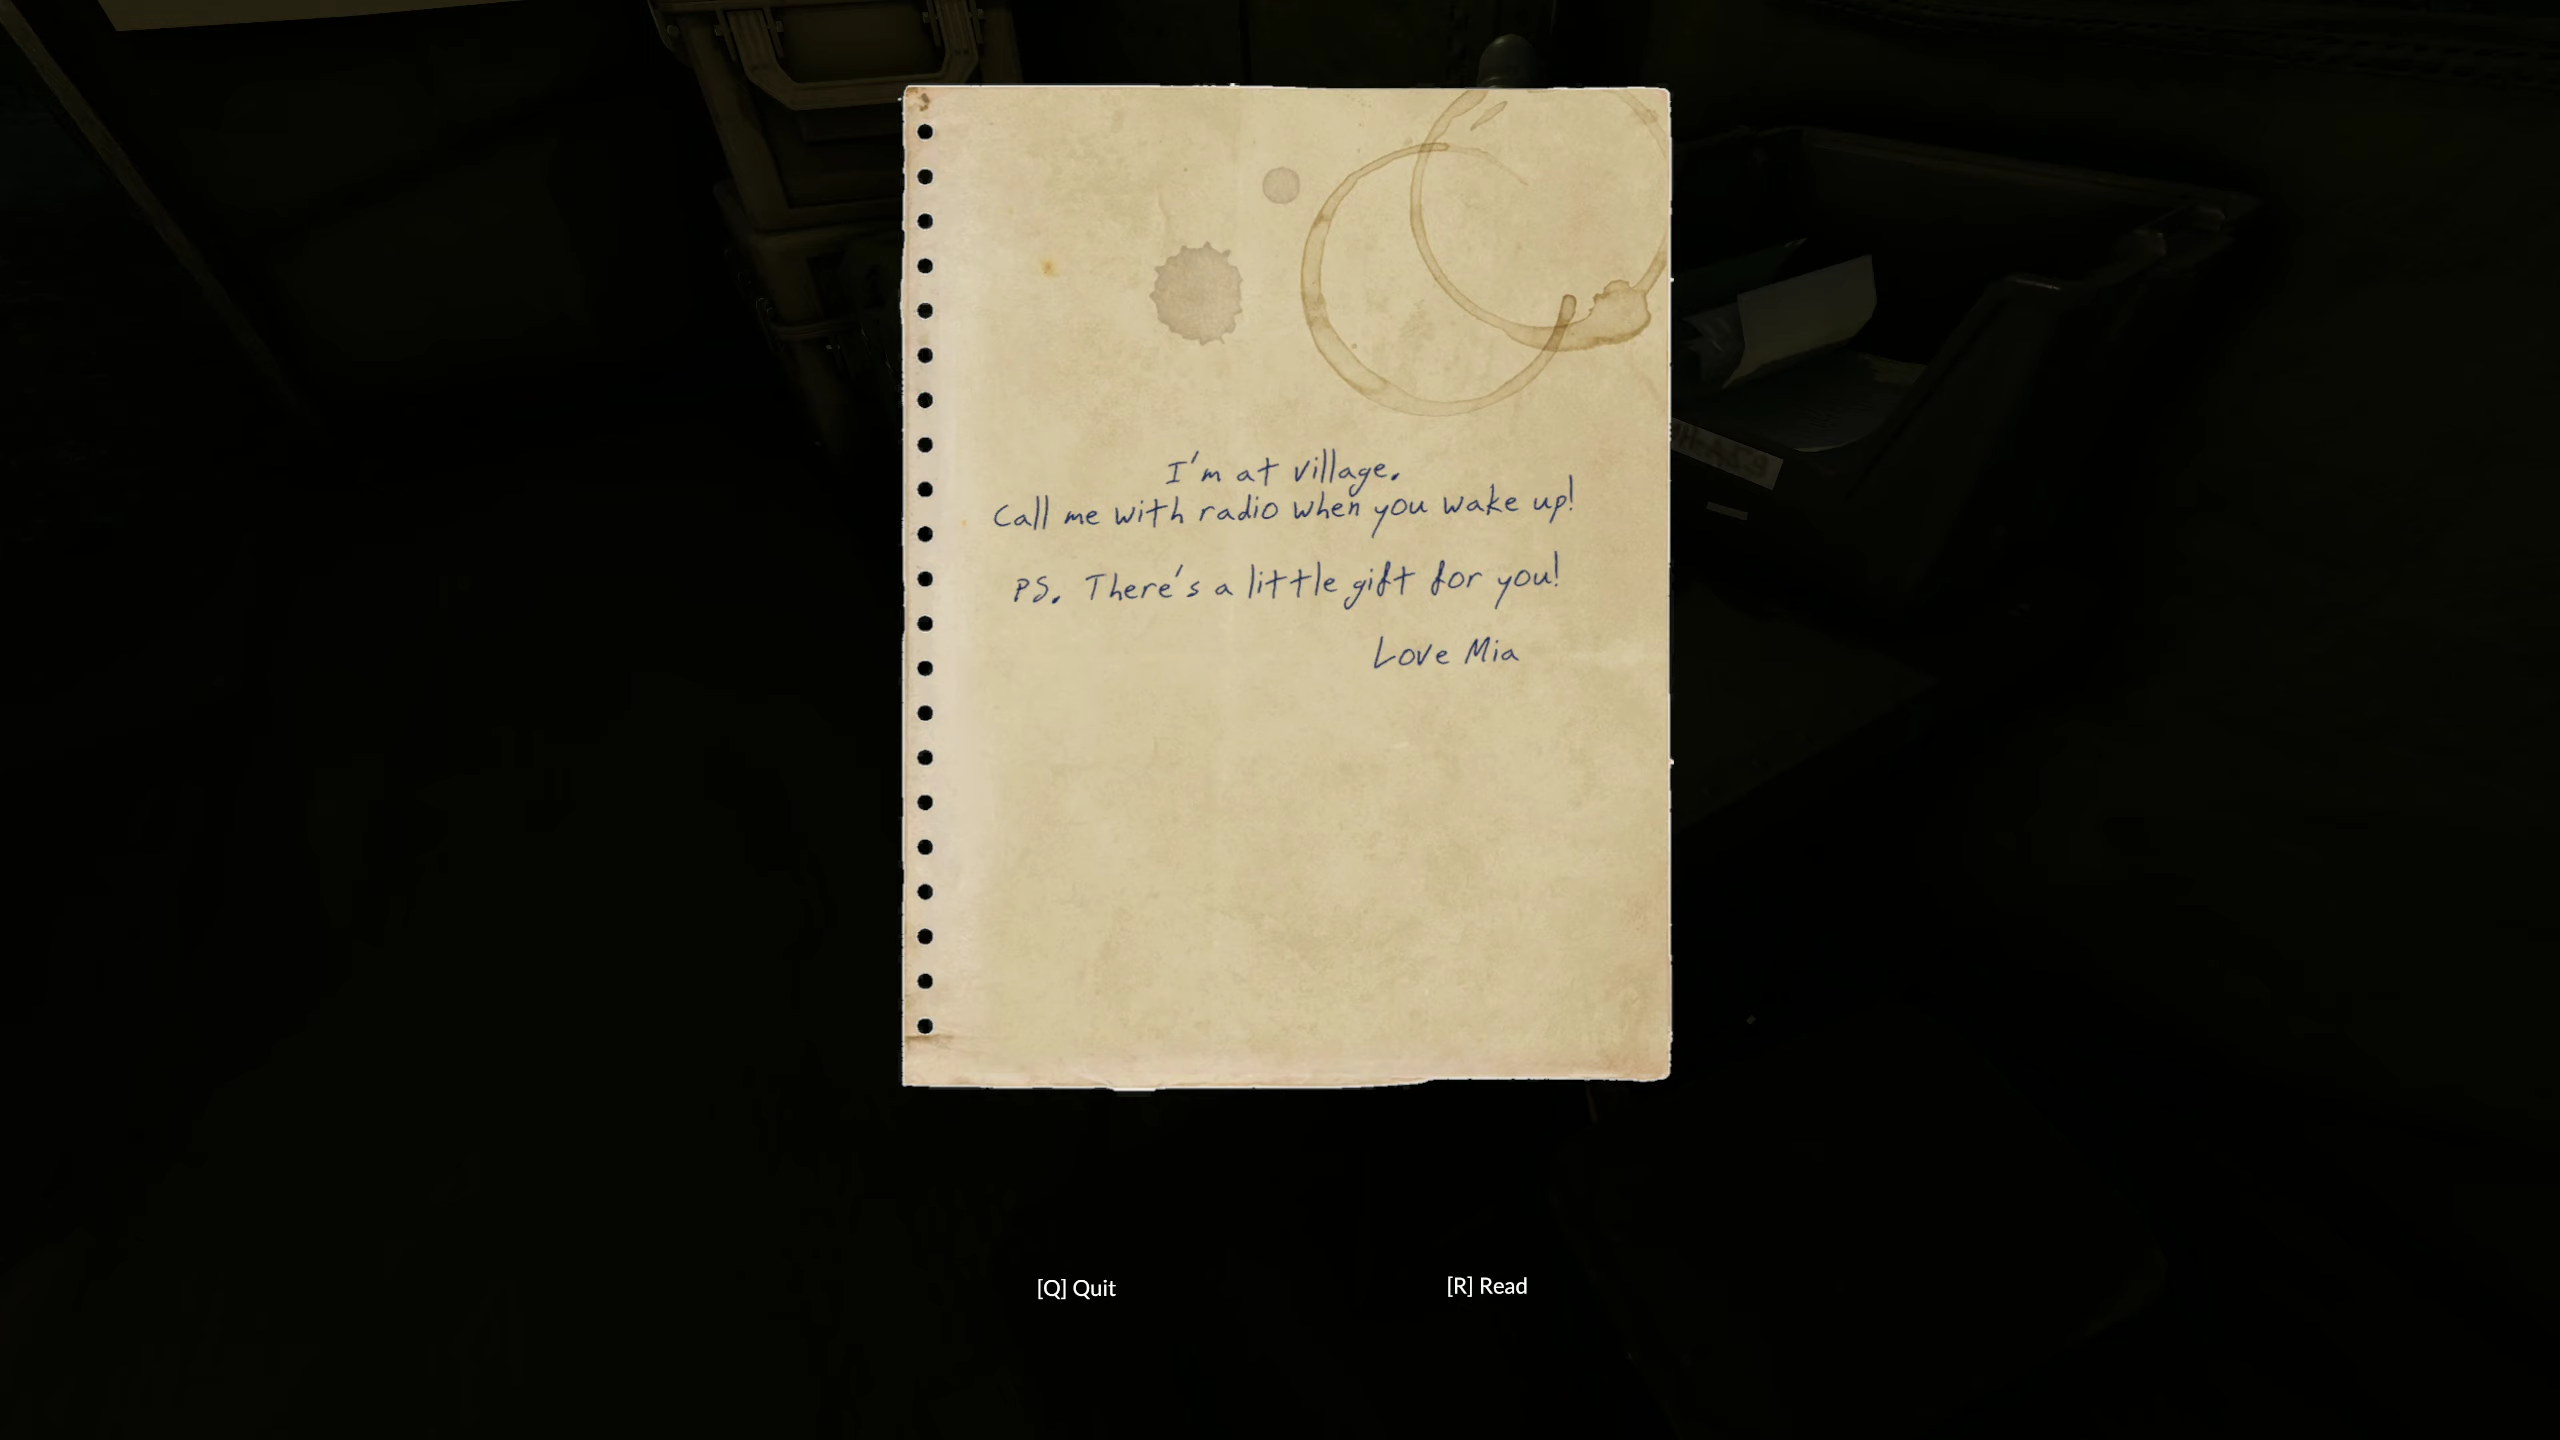 I'm at village.
Call me with radio when you wake up!
PS. There's a little gift for you!
Love Mia
[Q] Quit
[R] Read